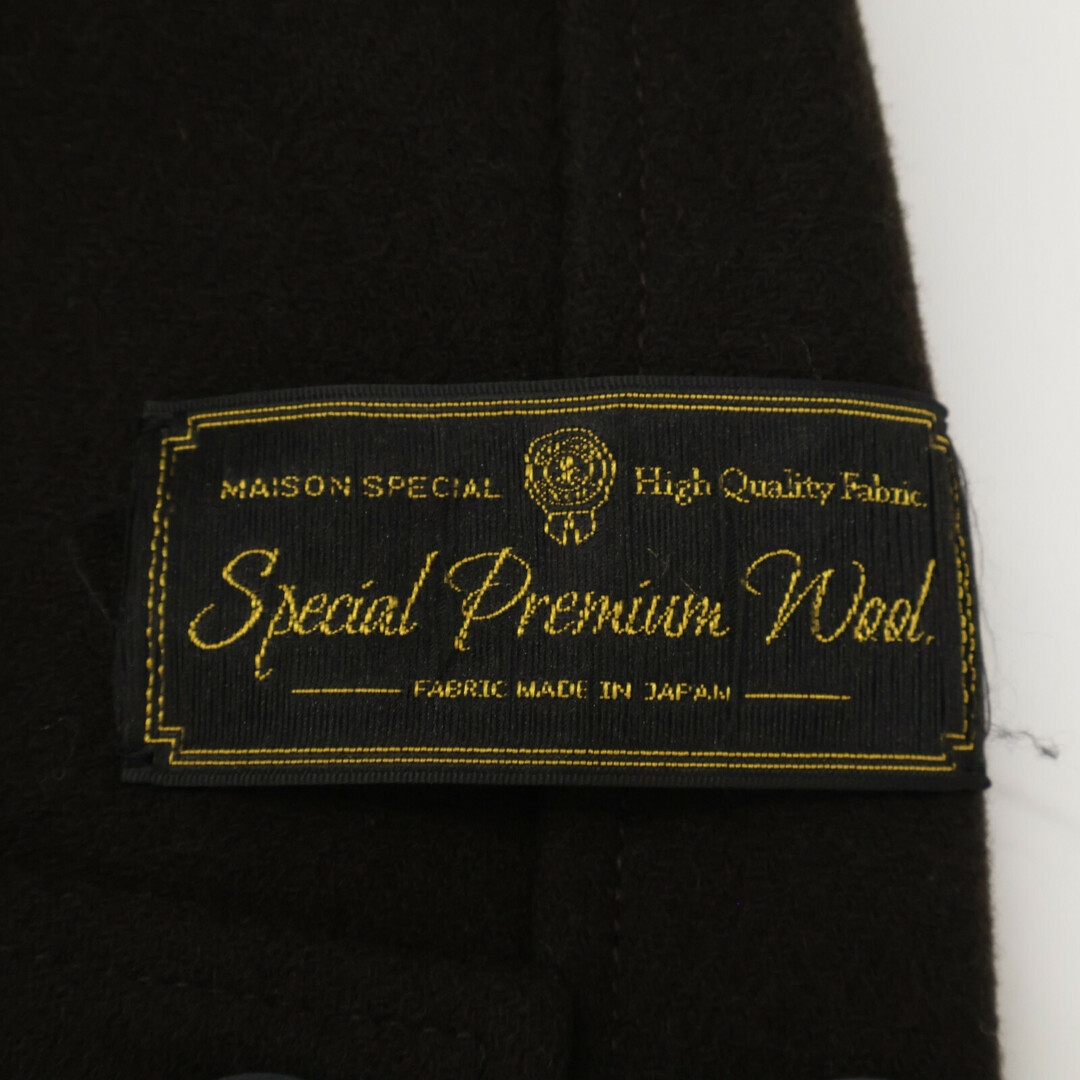 MAISON SPECIAL
High Quality Fabric.
Special Premium Wool.
FABRIC MADE IN JAPAN